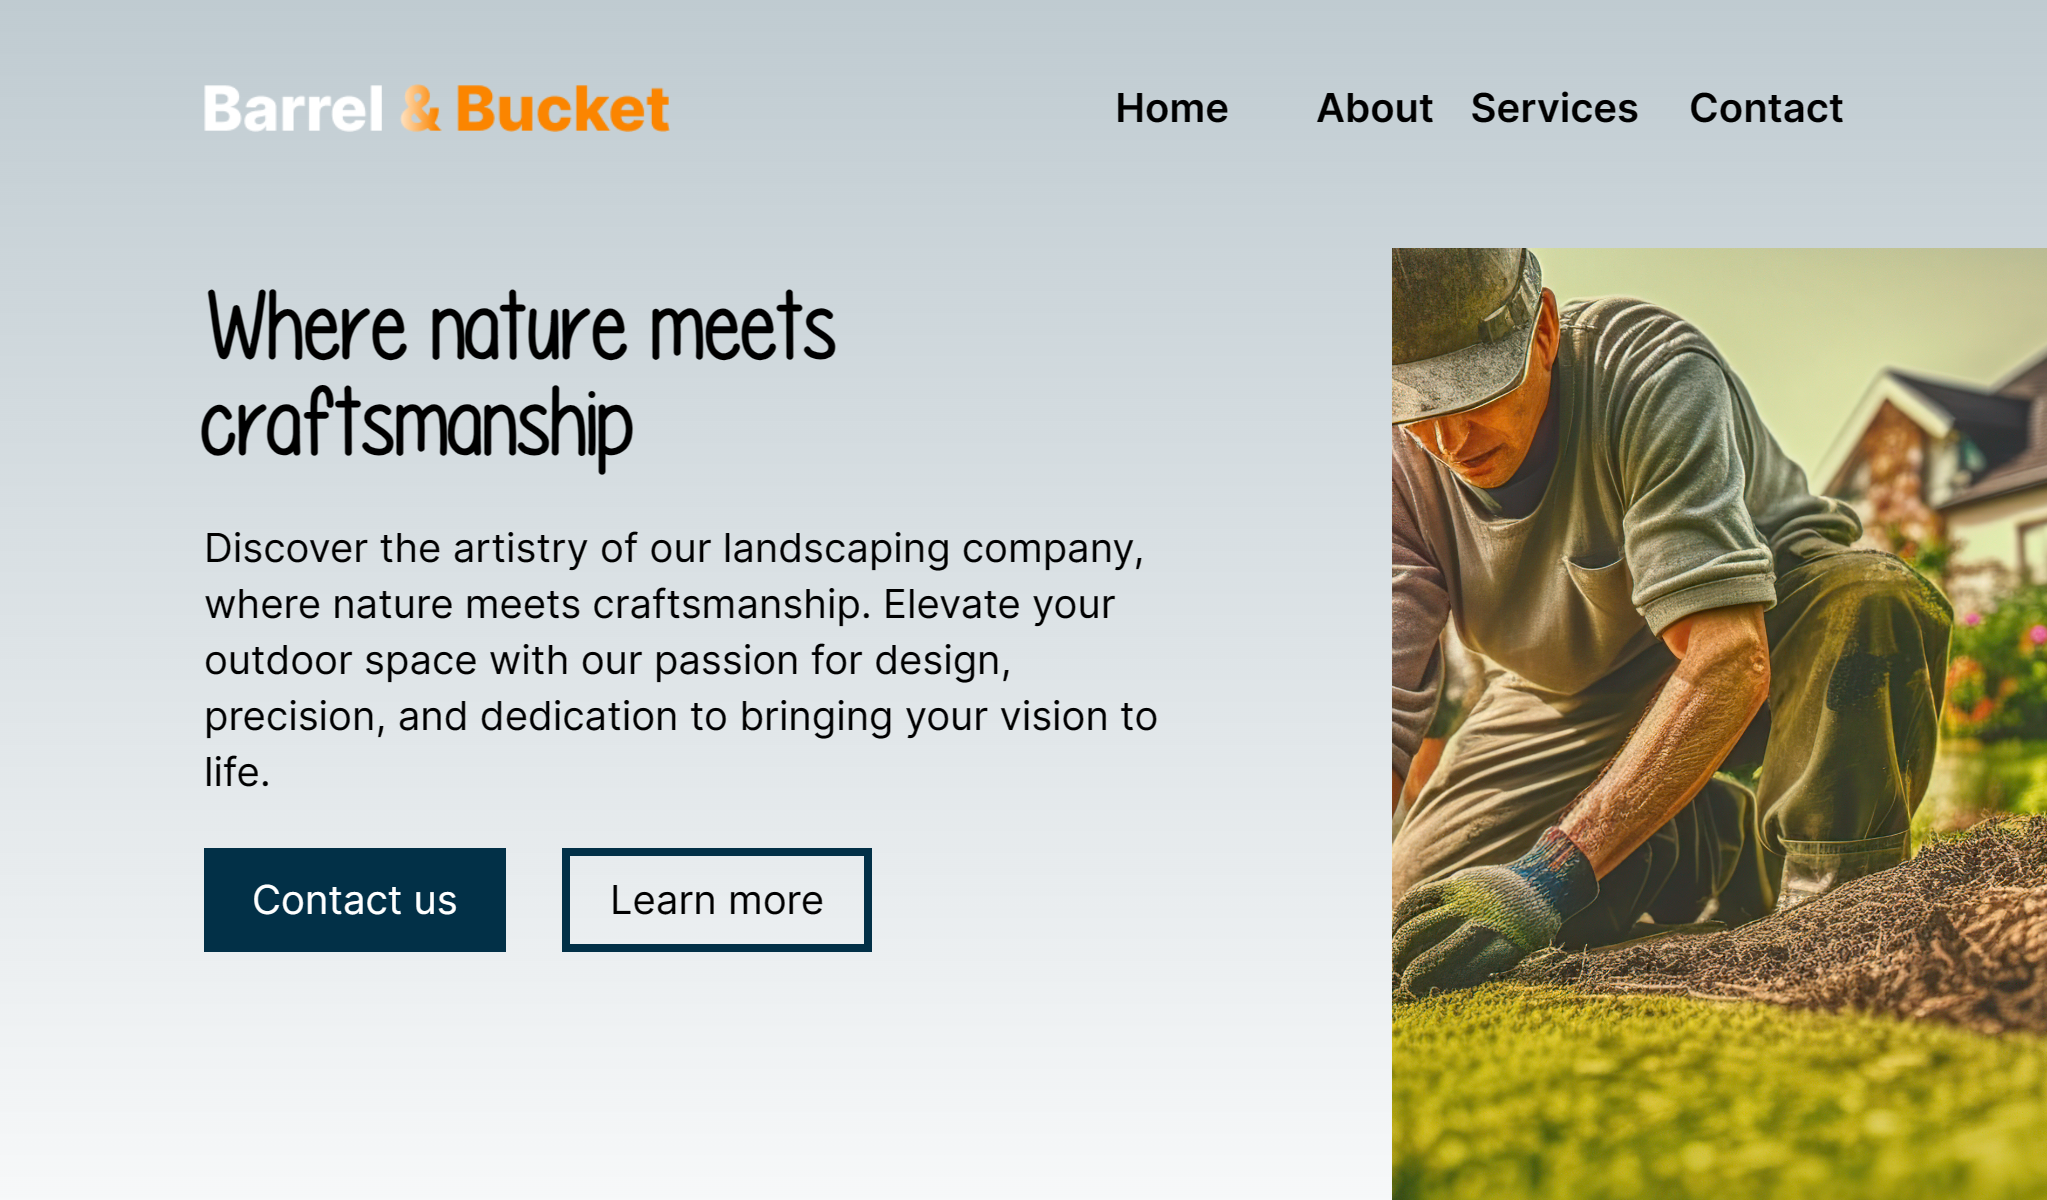 Barrel & Bucket
Home About Services Contact
Where nature meets
craftsmanship
Discover the artistry of our landscaping company,
where nature meets craftsmanship. Elevate your
outdoor space with our passion for design,
precision, and dedication to bringing your vision to
life.
Contact us Learn more